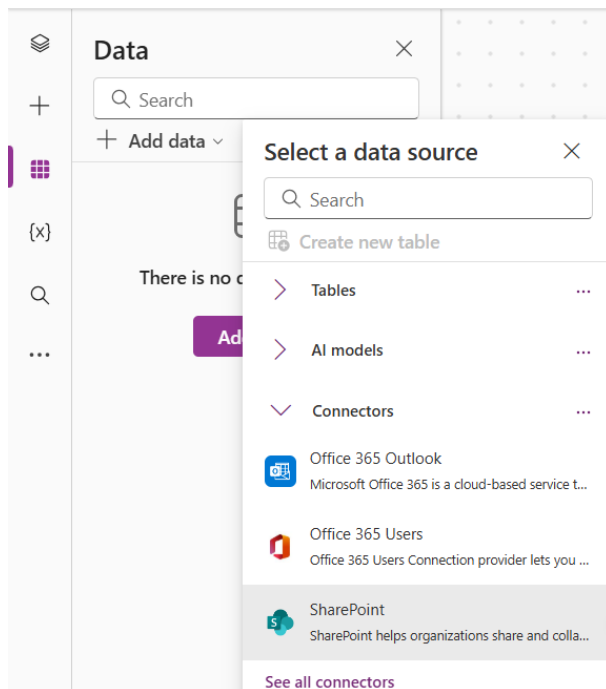 Data
Search
Add data
Select a data source
Search
Create new table
There is no
Tables
AI models
Connectors
Office 365 Outlook
Microsoft Office 365 is a cloud-based service t...
Office 365 Users
Office 365 Users Connection provider lets you ...
SharePoint
SharePoint helps organizations share and colla...
See all connectors
{x}